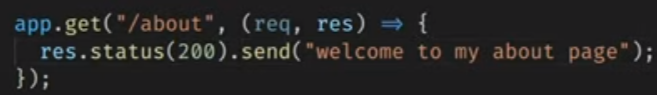 app.get("/about", (req, res) => {
  res.status(200).send("welcome to my about page");
});